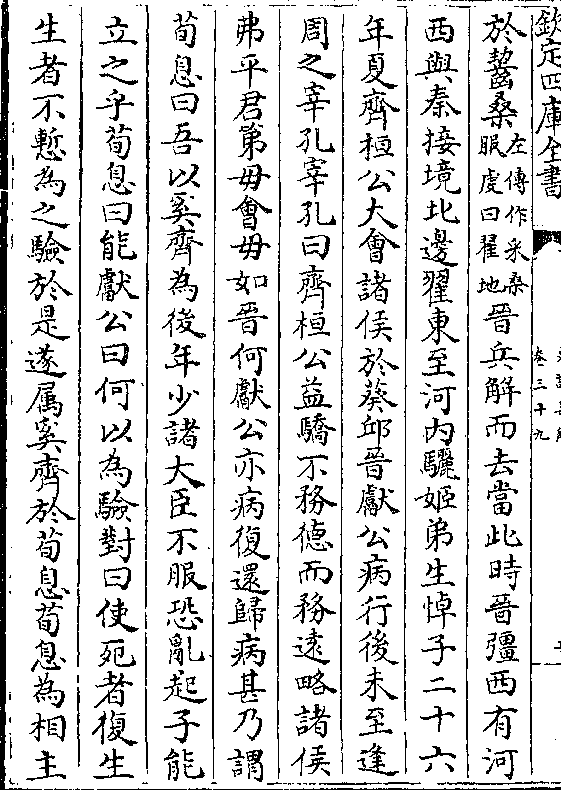 欽定四庫全書
卷三十九
於齧桑左傳作采桑服虔曰翟地晉兵解而去當此時晉彊西有河
西與秦接境北邊翟東至河內驪姬弟生悼子二十六
年夏齊桓公大會諸侯於葵邱晉獻公病行後未至逢
周之宰孔宰孔曰齊桓公益驕不務德而務遠略諸侯
弗平君第毋會毋如晉何獻公亦病復還歸病甚乃謂
荀息曰吾以奚齊為後年少諸大臣不服恐亂起子能
立之乎荀息曰能獻公曰何以為驗對曰使死者復生
生者不慙為之驗於是遂属奚齊於荀息荀息為相主